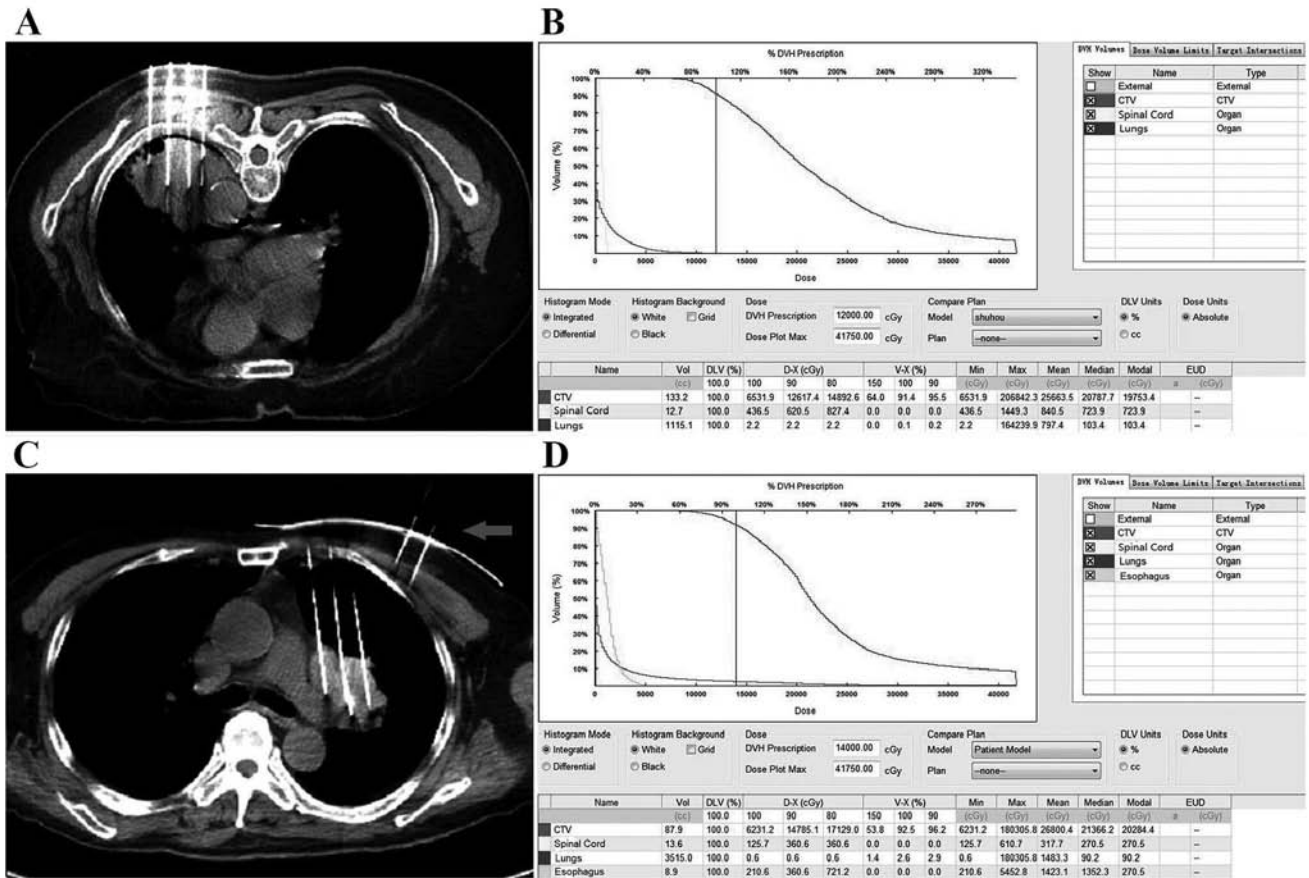 A
B
% DVH Prescription
0% 40% 80% 120% 160% 200% 240% 280% 320%
100%
90%
80%
70%
60%
50%
40%
30%
20%
10%
Volume (%)
0 5000 10000 15000 20000 25000 30000 35000 40000
Dose
DVH Volumes Dose Volume Limits Target Intersections
Show Name Type
External External
CTV CTV
Spinal Cord Organ
Lungs Organ
Histogram Mode Histogram Background Dose Compare Plan DLV Units Dose Units
Integrated White Grid DVH Prescription 12000.00 cGy Model shuhou % Absolute
Differential Black Dose Plot Max 41750.00 cGy Plan --none-- cc
Name Vol DLV (%) D-X (cGy) V-X (%) Min Max Mean Median Modal EUD
(cc) 100.0 100 90 80 150 100 90 (cGy) (cGy) (cGy) (cGy) (cGy) a (cGy)
CTV 133.2 100.0 6531.9 12617.4 14892.6 64.0 91.4 95.5 6531.9 206842.3 25663.5 20787.7 19753.4 --
Spinal Cord 12.7 100.0 436.5 620.5 827.4 0.0 0.0 0.0 436.5 1449.3 840.5 723.9 723.9 --
Lungs 1115.1 100.0 2.2 2.2 2.2 0.0 0.1 0.2 2.2 164239.9 797.4 103.4 103.4 --
C
D
% DVH Prescription
0% 30% 60% 90% 120% 150% 180% 210% 240% 270%
100%
90%
80%
70%
60%
50%
40%
30%
20%
10%
Volume (%)
0 5000 10000 15000 20000 25000 30000 35000 40000
Dose
DVH Volumes Dose Volume Limits Target Intersections
Show Name Type
External External
CTV CTV
Spinal Cord Organ
Lungs Organ
Esophagus Organ
Histogram Mode Histogram Background Dose Compare Plan DLV Units Dose Units
Integrated White Grid DVH Prescription 14000.00 cGy Model Patient Model % Absolute
Differential Black Dose Plot Max 41750.00 cGy Plan --none-- cc
Name Vol DLV (%) D-X (cGy) V-X (%) Min Max Mean Median Modal EUD
(cc) 100.0 100 90 80 150 100 90 (cGy) (cGy) (cGy) (cGy) (cGy) a (cGy)
CTV 87.9 100.0 6231.2 14785.1 17129.0 53.8 92.5 96.2 6231.2 180305.8 26800.4 21366.2 20284.4 --
Spinal Cord 13.6 100.0 125.7 360.6 360.6 0.0 0.0 0.0 125.7 610.7 317.7 270.5 270.5 --
Lungs 3515.0 100.0 0.6 0.6 0.6 1.4 2.6 2.9 0.6 180305.8 1483.3 90.2 90.2 --
Esophagus 8.9 100.0 210.6 360.6 721.2 0.0 0.0 0.0 210.6 5452.8 1423.1 1352.3 270.5 --